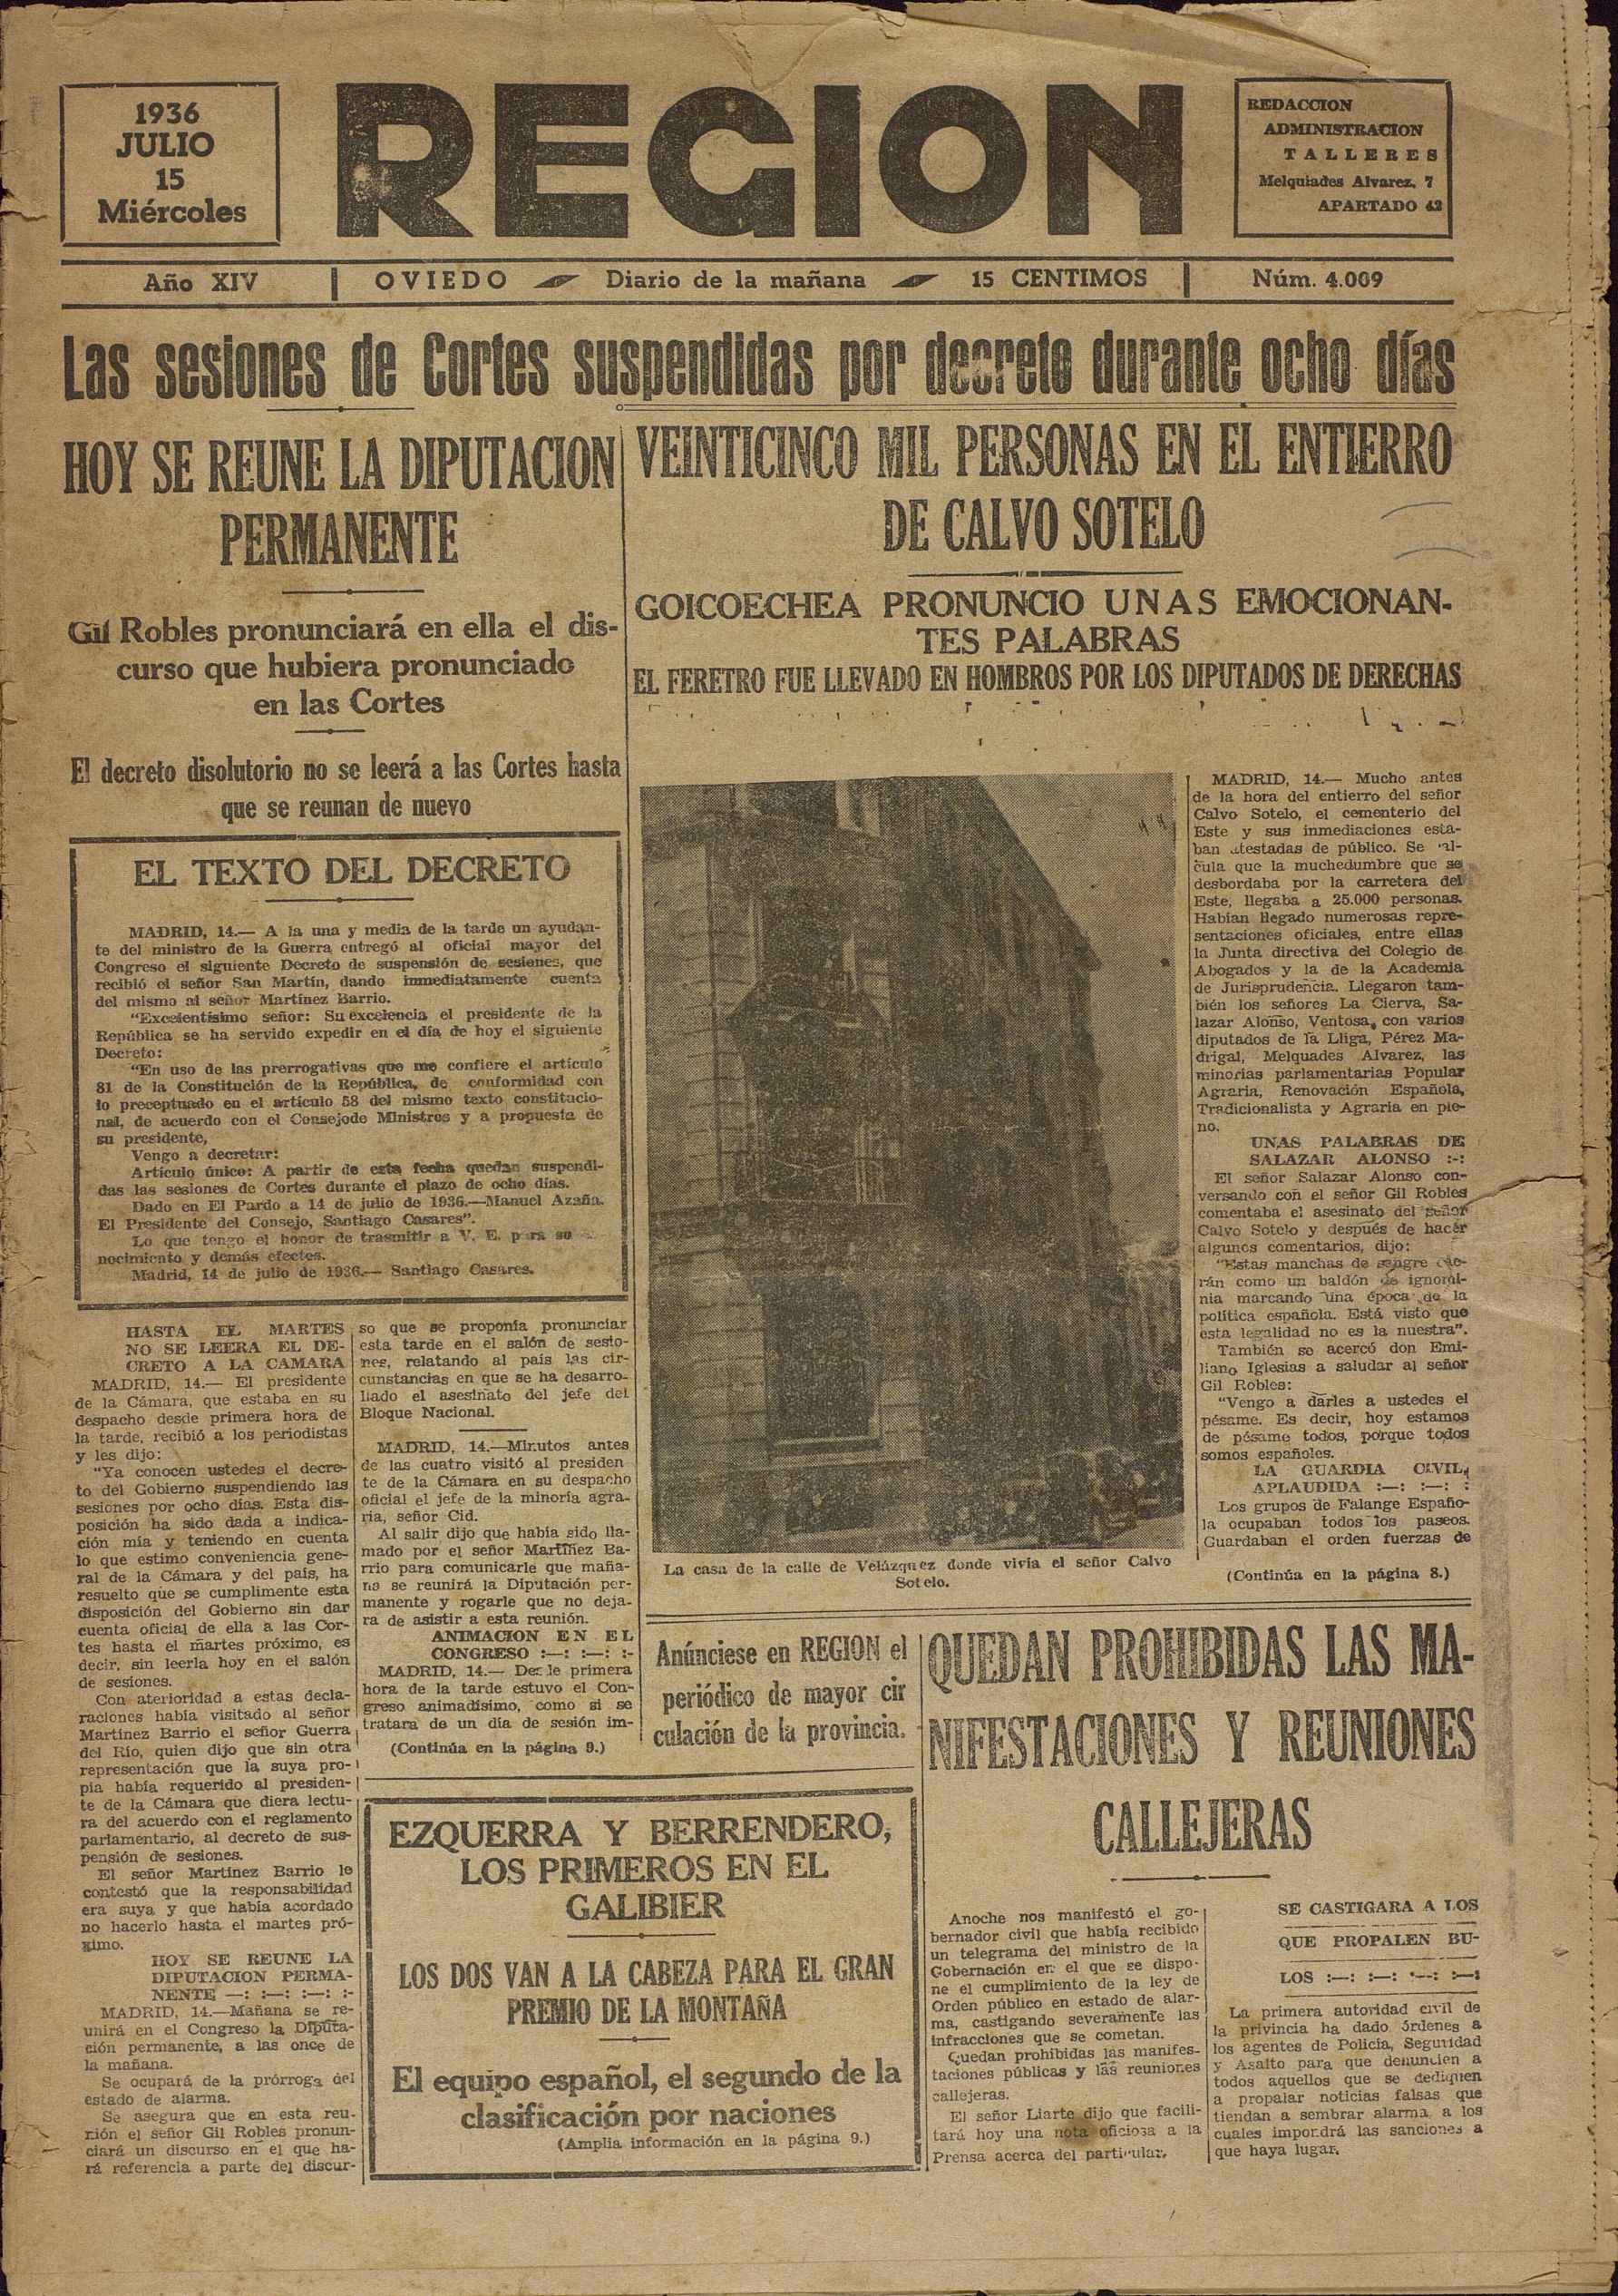 1936
JULIO
15
Miércoles
REGION
REDACCION
ADMINISTRACION
TALLERES
Melquiades Alvarez, 7
APARTADO 42
Año XIV
OVIEDO
Diario de la mañana
15 CENTIMOS
Núm. 4.009
Las sesiones de Cortes suspendidas por decreto durante ocho días
HOY SE REUNE LA DIPUTACION
PERMANENTE
Gil Robles pronunciará en ella el dis-
curso que hubiera pronunciado
en las Cortes
El decreto disolutorio no se leerá a las Cortes hasta
que se reunan de nuevo
EL TEXTO DEL DECRETO
MADRID, 14.— A la una y media de la tarde un ayudan-
te del ministro de la Guerra entregó al oficial mayor del
Congreso el siguiente Decreto de suspensión de sesiones, que
recibió el señor San Martín, dando inmediatamente cuenta
del mismo al señor Martínez Barrio.
"Excelentísimo señor: Su excelencia el presidente de la
República se ha servido expedir en el día de hoy el siguiente
Decreto:
"En uso de las prerrogativas que me confiere el artículo
81 de la Constitución de la República, de conformidad con
lo preceptuado en el artículo 58 del mismo texto constitucio-
nal, de acuerdo con el Consejode Ministros y a propuesta de
su presidente,
Vengo a decretar:
Artículo único: A partir de esta fecha quedan suspendi-
das las sesiones de Cortes durante el plazo de ocho días.
Dado en El Pardo a 14 de julio de 1936.—Manuel Azaña.
El Presidente del Consejo, Santiago Casares".
Lo que tengo el honor de trasmitir a V. E. para su
nocimiento y demás efectos.
Madrid, 14 de julio de 1936.— Santiago Casares.
HASTA EL MARTES
NO SE LEERA EL DE-
CRETO A LA CAMARA
MADRID, 14.— El presidente
de la Cámara, que estaba en su
despacho desde primera hora de
la tarde, recibió a los periodistas
y les dijo:
"Ya conocen ustedes el decre-
to del Gobierno suspendiendo las
sesiones por ocho días. Esta dis-
posición ha sido dada a indica-
ción mía y teniendo en cuenta
lo que estimo conveniencia gene-
ral de la Cámara y del país, ha
resuelto que se cumplimente esta
disposición del Gobierno sin dar
cuenta oficial de ella a las Cor-
tes hasta el martes próximo, es
decir, sin leerla hoy en el salón
de sesiones.
Con aterioridad a estas decla-
raciones había visitado al señor
Martínez Barrio el señor Guerra
del Río, quien dijo que sin otra
representación que la suya pro-
pia había requerido al presiden-
te de la Cámara que diera lectu-
ra del acuerdo con el reglamento
parlamentario, al decreto de sus-
pensión de sesiones.
El señor Martínez Barrio le
contestó que la responsabilidad
era suya y que había acordado
no hacerlo hasta el martes pró-
ximo.
HOY SE REUNE LA
DIPUTACION PERMA-
NENTE —: :—: :—: :-
MADRID, 14.—Mañana se re-
unirá en el Congreso la Diputa-
ción permanente, a las once de
la mañana.
Se ocupará de la prórroga del
estado de alarma.
Se asegura que en esta reu-
nión el señor Gil Robles pronun-
ciará un discurso en el que ha-
rá referencia a parte del discur-
so que se proponía pronunciar
esta tarde en el salón de sesio-
nes, relatando al país las cir-
cunstancias en que se ha desarro-
llado el asesinato del jefe del
Bloque Nacional.
MADRID, 14.—Minutos antes
de las cuatro visitó al presiden
te de la Cámara en su despacho
oficial el jefe de la minoría agra-
ria, señor Cid.
Al salir dijo que había sido lla-
mado por el señor Martínez Ba-
rrio para comunicarle que maña-
na se reunirá la Diputación per-
manente y rogarle que no deja-
ra de asistir a esta reunión.
ANIMACION EN EL
CONGRESO :—: :—: :-
MADRID, 14.— De le primera
hora de la tarde estuvo el Con-
greso animadísimo, como si se
tratara de un día de sesión im-
(Continúa en la página 9.)
EZQUERRA Y BERRENDERO,
LOS PRIMEROS EN EL
GALIBIER
LOS DOS VAN A LA CABEZA PARA EL GRAN
PREMIO DE LA MONTAÑA
El equipo español, el segundo de la
clasificación por naciones
(Amplia información en la página 9.)
VEINTICINCO MIL PERSONAS EN EL ENTIERRO
DE CALVO SOTELO
GOICOECHEA PRONUNCIO UNAS EMOCIONAN-
TES PALABRAS
EL FERETRO FUE LLEVADO EN HOMBROS POR LOS DIPUTADOS DE DERECHAS
La casa de la calle de Velázquez donde vivía el señor Calvo
Sotelo.
MADRID, 14.— Mucho antes
de la hora del entierro del señor
Calvo Sotelo, el cementerio del
Este y sus inmediaciones esta-
ban atestadas de público. Se cal-
cula que la muchedumbre que se
desbordaba por la carretera del
Este, llegaba a 25.000 personas.
Habían llegado numerosas repre-
sentaciones oficiales, entre ellas
la Junta directiva del Colegio de
Abogados y la de la Academia
de Jurisprudencia. Llegaron tam-
bién los señores La Cierva, Sa-
lazar Alonso, Ventosa, con varios
diputados de la Lliga, Pérez Ma-
drigal, Melquades Alvarez, las
minorías parlamentarias Popular
Agraria, Renovación Española,
Tradicionalista y Agraria en ple-
no.
UNAS PALABRAS DE
SALAZAR ALONSO :-:
El señor Salazar Alonso con-
versando con el señor Gil Robles
comentaba el asesinato del señor
Calvo Sotelo y después de hacer
algunos comentarios, dijo:
"Estas manchas de sangre cae-
rán como un baldón de ignomi-
nia marcando una época de la
política española. Está visto que
esta legalidad no es la nuestra".
También se acercó don Emi-
liano Iglesias a saludar al señor
Gil Robles:
"Vengo a darles a ustedes el
pésame. Es decir, hoy estamos
de pésame todos, porque todos
somos españoles.
LA GUARDIA CIVIL,
APLAUDIDA :—: :—: :
Los grupos de Falange Españo-
la ocupaban todos los paseos.
Guardaban el orden fuerzas de
(Continúa en la página 8.)
Anúnciese en REGION el
periódico de mayor cir
culación de la provincia.
QUEDAN PROHIBIDAS LAS MA-
NIFESTACIONES Y REUNIONES
CALLEJERAS
Anoche nos manifestó el go-
bernador civil que había recibido
un telegrama del ministro de la
Gobernación en el que se dispo-
ne el cumplimiento de la ley de
Orden público en estado de alar-
ma, castigando severamente las
infracciones que se cometan.
Quedan prohibidas las manifes-
taciones públicas y las reuniones
callejeras.
El señor Liarte dijo que facili-
tará hoy una nota oficiosa a la
Prensa acerca del particular.
SE CASTIGARA A LOS
QUE PROPALEN BU-
LOS :—: :—: :—: :—:
La primera autoridad civil de
la privincia ha dado órdenes a
los agentes de Policía, Seguridad
y Asalto para que denuncien a
todos aquellos que se dediquen
a propalar noticias falsas que
tiendan a sembrar alarma, a los
cuales impondrá las sanciones a
que haya lugar.